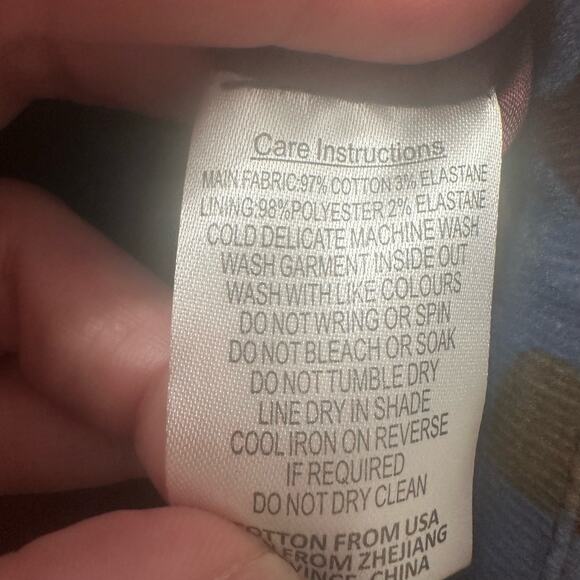 Care Instructions
MAIN FABRIC:97% COTTON 3% ELASTANE
LINING:98%POLYESTER 2% ELASTANE
COLD DELICATE MACHINE WASH
WASH GARMENT INSIDE OUT
WASH WITH LIKE COLOURS
DO NOT WRING OR SPIN
DO NOT BLEACH OR SOAK
DO NOT TUMBLE DRY
LINE DRY IN SHADE
COOL IRON ON REVERSE
IF REQUIRED
DO NOT DRY CLEAN
FROM USA
FROM ZHEJIANG
CHINA